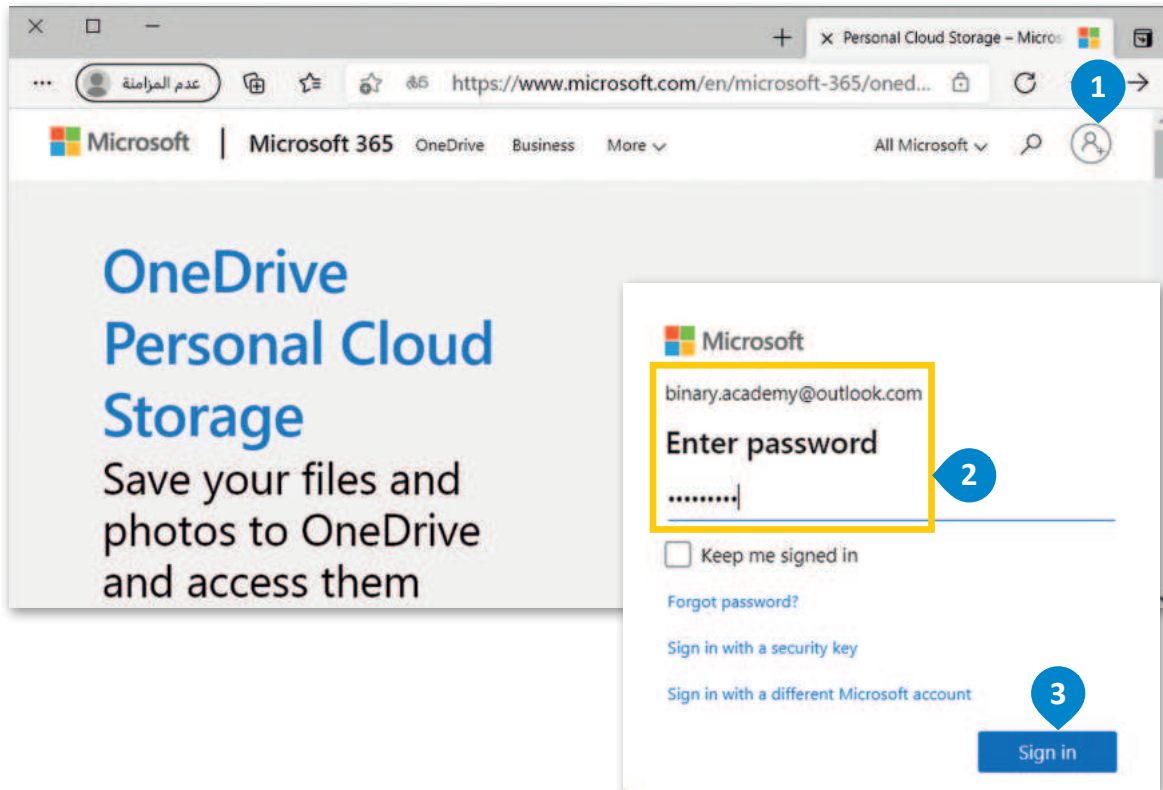 Personal Cloud Storage – Micros
عدم المزامنة
https://www.microsoft.com/en/microsoft-365/oned...
1
Microsoft | Microsoft 365 OneDrive Business More All Microsoft
OneDrive
Personal Cloud
Storage
Save your files and
photos to OneDrive
and access them
Microsoft
binary.academy@outlook.com
Enter password
2
Keep me signed in
Forgot password?
Sign in with a security key
Sign in with a different Microsoft account
3
Sign in